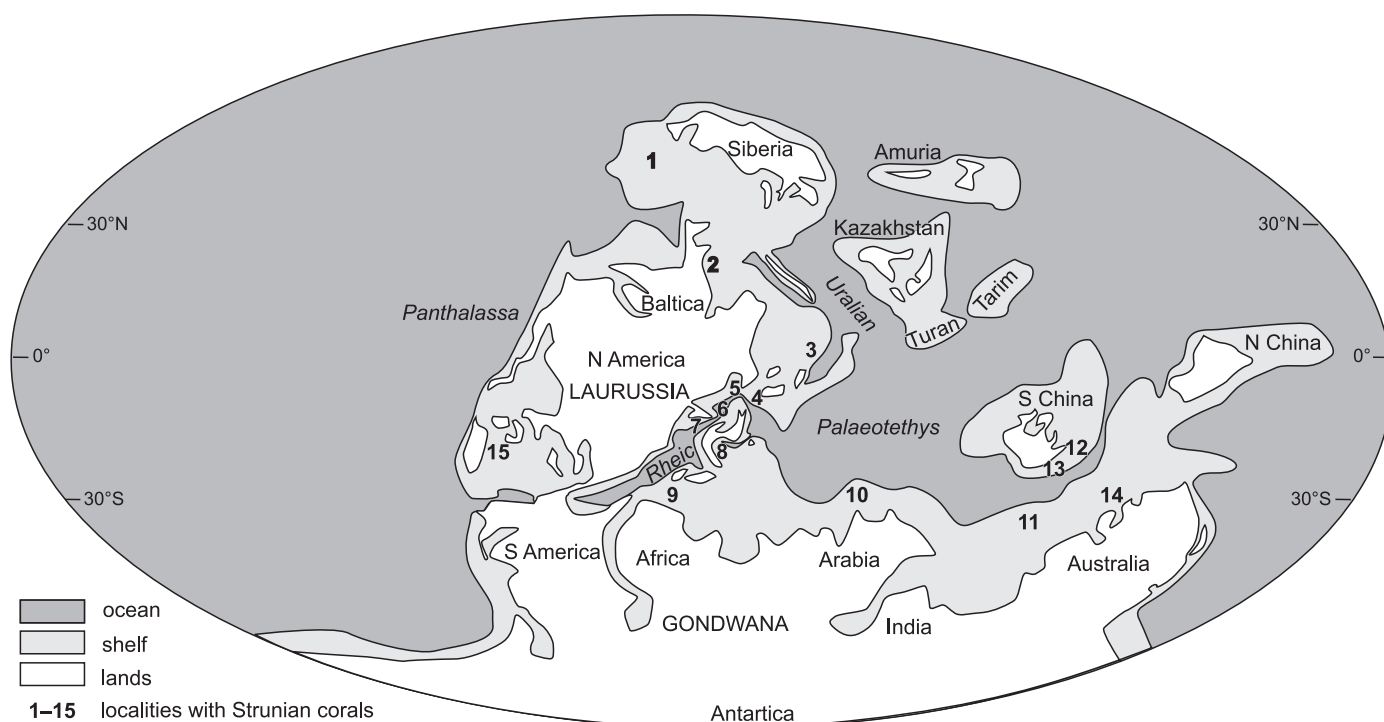 Siberia
Amuria
1
30°N
30°N
Kazakhstan
2
Baltica
Uralian
Tarim
Panthalassa
Turan
0°
N China
0°
3
N America
LAURUSSIA
5
4
S China
6
7
Palaeotethys
8
12
15
Rheic
13
30°S
9
10
14
30°S
11
S America
Africa
Arabia
Australia
GONDWANA
India
ocean
shelf
lands
1–15 localities with Strunian corals
Antartica